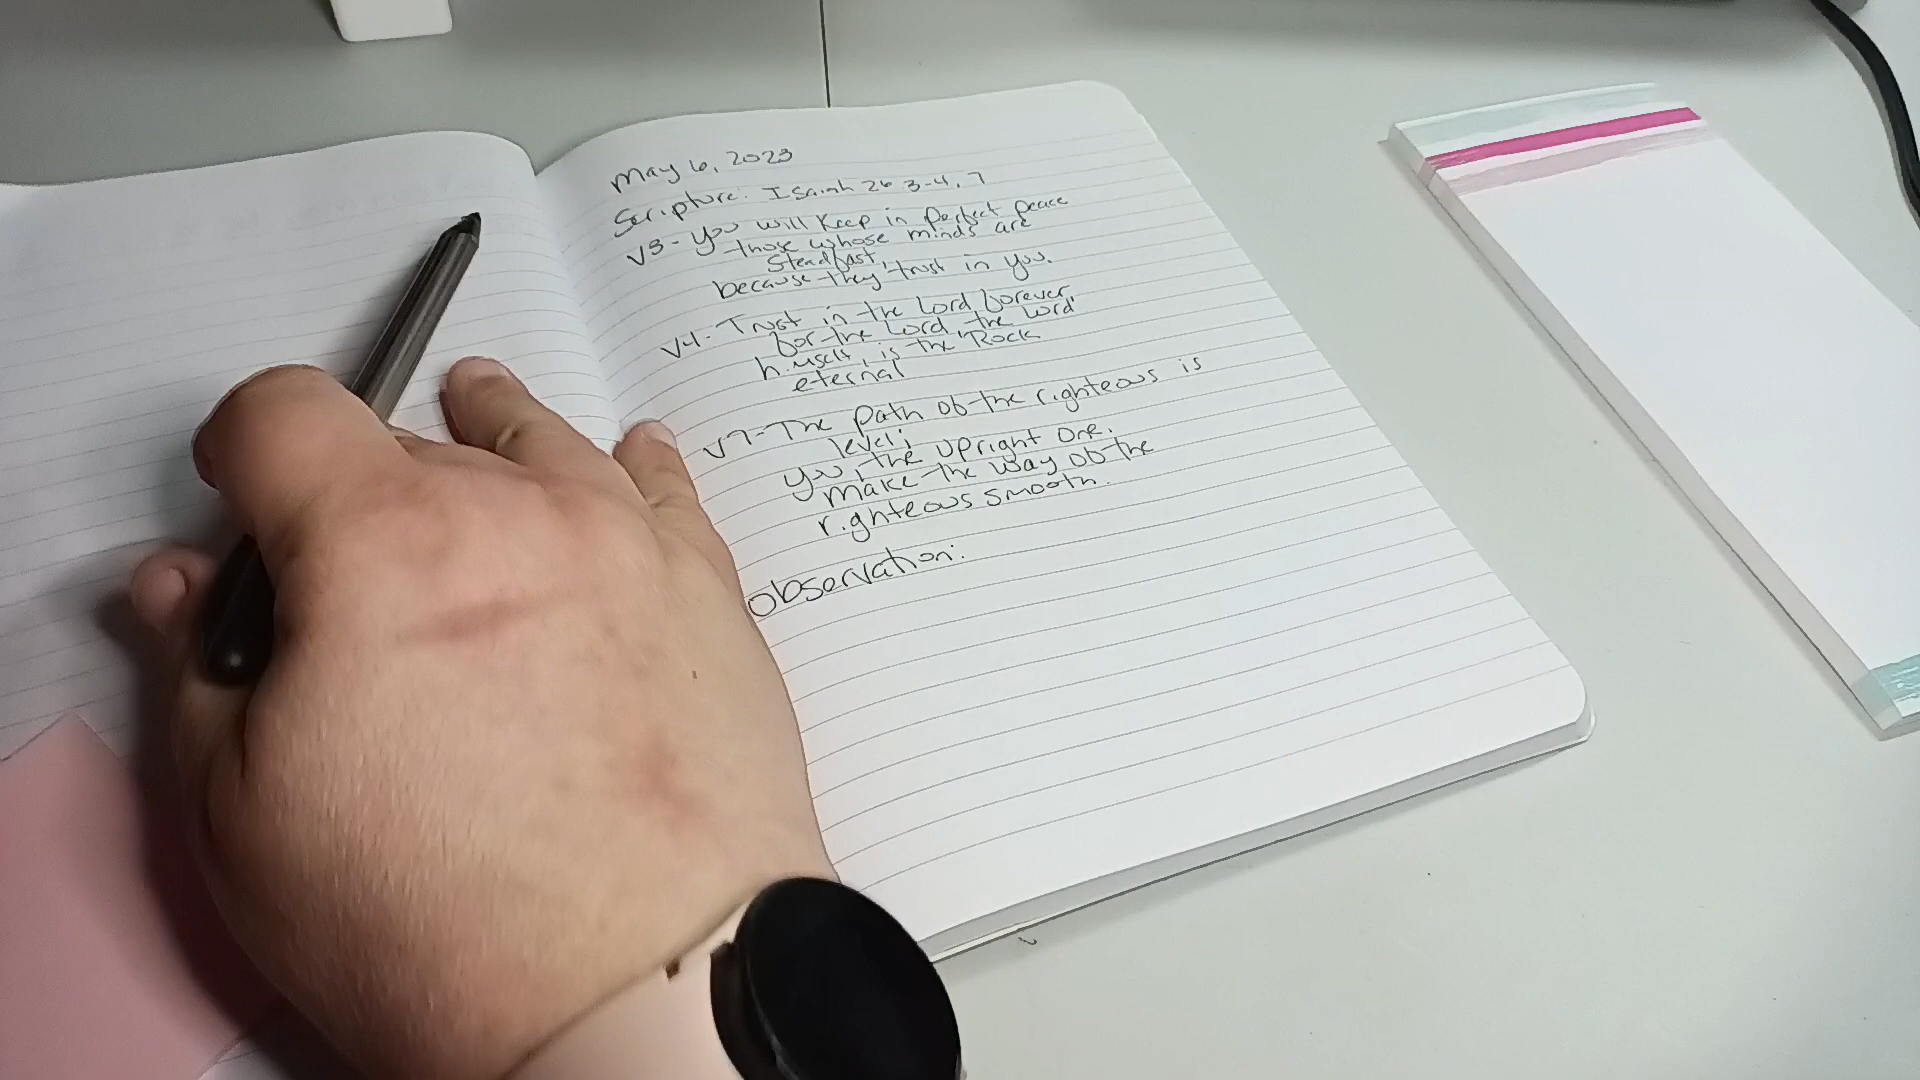 May 6, 2023
Scripture: Isaiah 26 3-4, 7
V3- You will keep in perfect peace
those whose minds are
steadfast,
because they trust in you.
V4- Trust in the Lord forever,
for the Lord, the Lord
himself, is the Rock
eternal
V7- The path of the righteous is
level;
you, the upright one,
make the way of the
righteous smooth.
Observation: